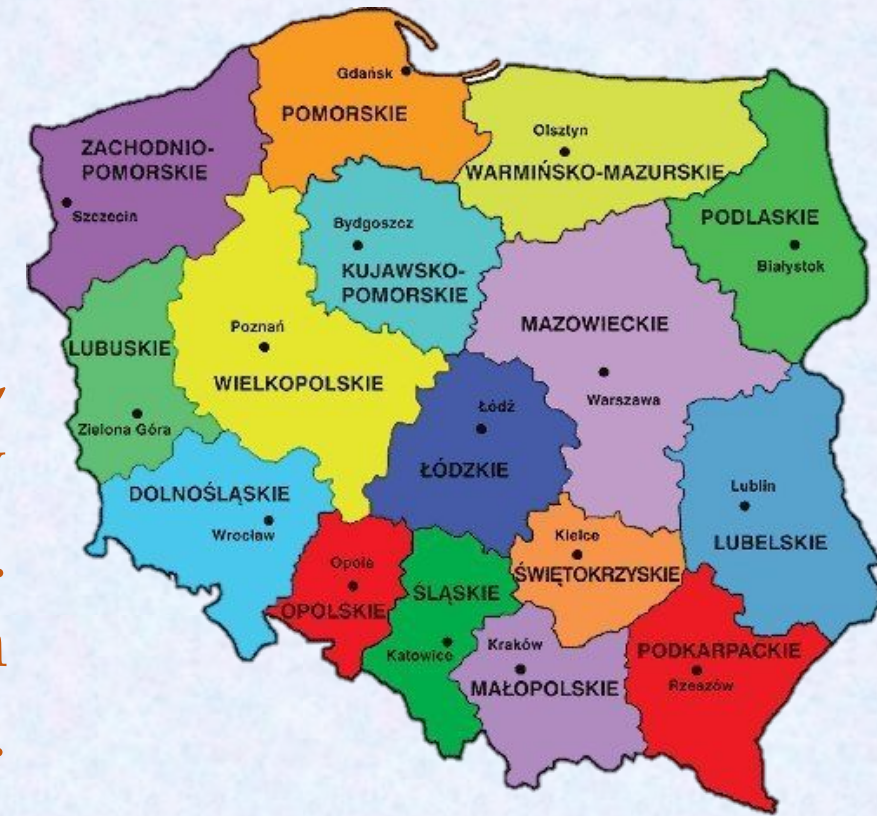 Gdańsk
POMORSKIE
ZACHODNIO-
POMORSKIE
Szczecin
Olsztyn
WARMIŃSKO-MAZURSKIE
PODLASKIE
Białystok
Bydgoszcz
KUJAWSKO-
POMORSKIE
MAZOWIECKIE
Warszawa
LUBUSKIE
Zielona Góra
Poznań
WIELKOPOLSKIE
Łódź
ŁÓDZKIE
DOLNOŚLĄSKIE
Wrocław
Lublin
LUBELSKIE
Opole
OPOLSKIE
ŚLĄSKIE
Katowice
Kielce
ŚWIĘTOKRZYSKIE
Kraków
MAŁOPOLSKIE
PODKARPACKIE
Rzeszów